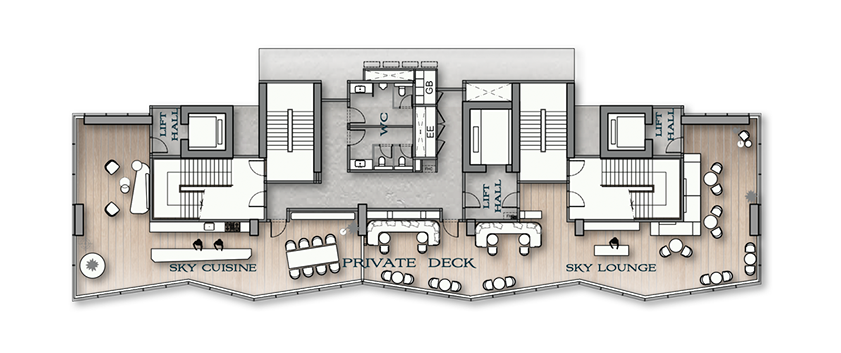 GB
WC
EE
LIFT
HALL
LIFT
HALL
LIFT
HALL
SKY CUISINE
PRIVATE DECK
SKY LOUNGE